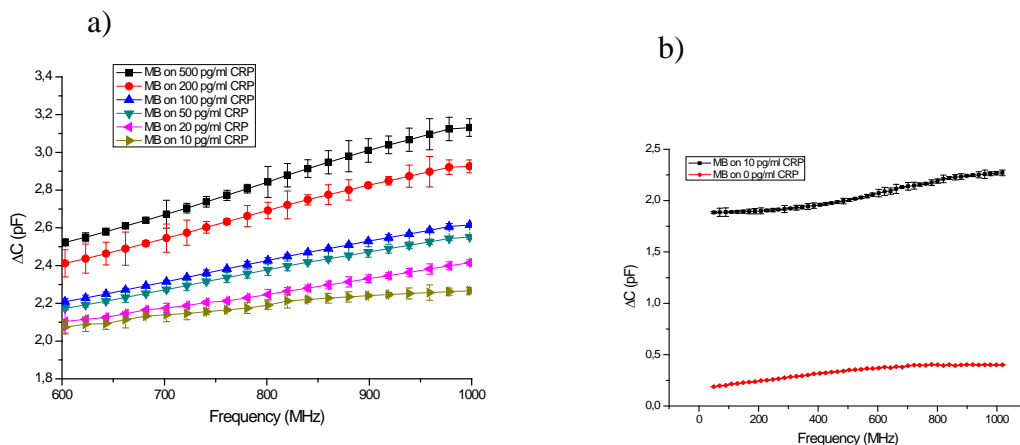 a)
MB on 500 pg/ml CRP
MB on 200 pg/ml CRP
MB on 100 pg/ml CRP
MB on 50 pg/ml CRP
MB on 20 pg/ml CRP
MB on 10 pg/ml CRP
3,4
3,2
3,0
2,8
2,6
2,4
2,2
2,0
1,8
ΔC (pF)
600 700 800 900 1000
Frequency (MHz)
b)
MB on 10 pg/ml CRP
MB on 0 pg/ml CRP
2,5
2,0
1,5
1,0
0,5
0,0
ΔC (pF)
0 200 400 600 800 1000
Frequency (MHz)